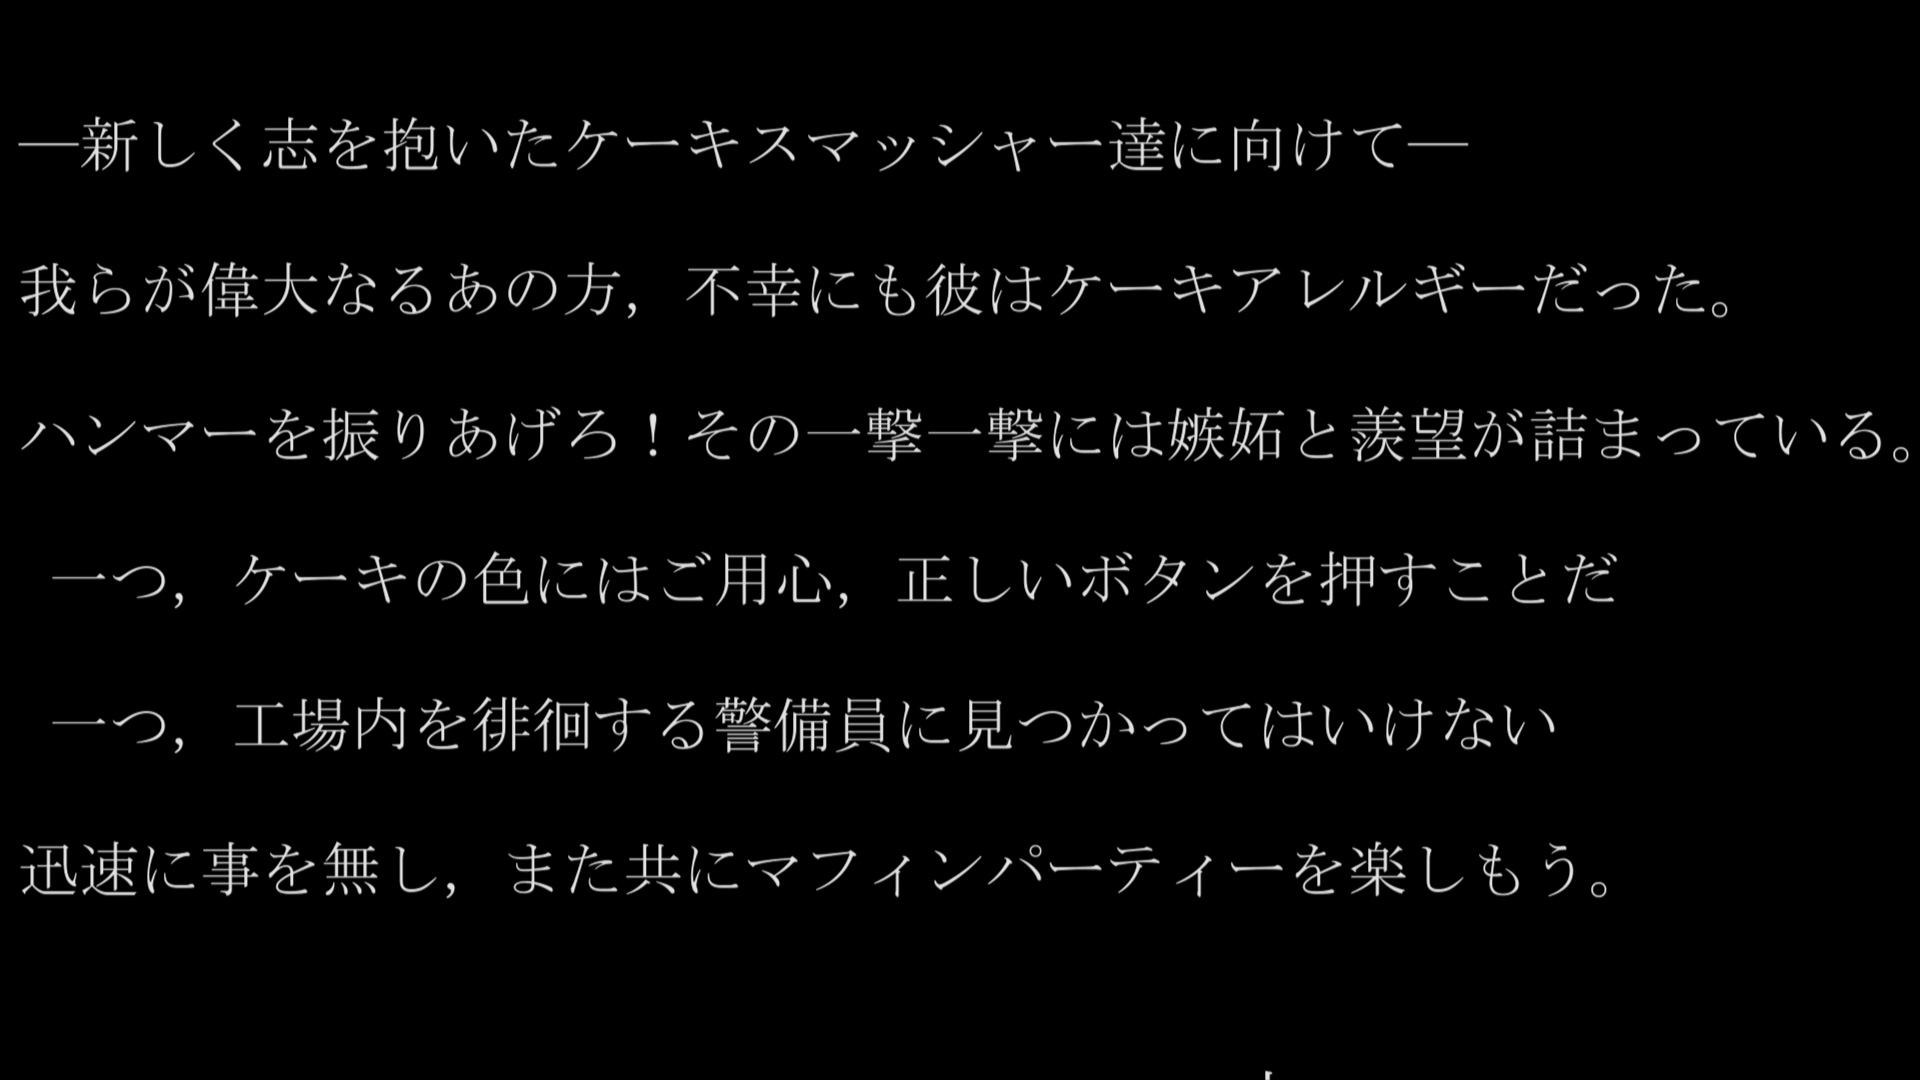 ―新しく志を抱いたケーキスマッシャー達に向けて―
我らが偉大なるあの方，不幸にも彼はケーキアレルギーだった。
ハンマーを振りあげろ！その一撃一撃には嫉妬と羨望が詰まっている。
一つ，ケーキの色にはご用心，正しいボタンを押すことだ
一つ，工場内を徘徊する警備員に見つかってはいけない
迅速に事を無し，また共にマフィンパーティーを楽しもう。